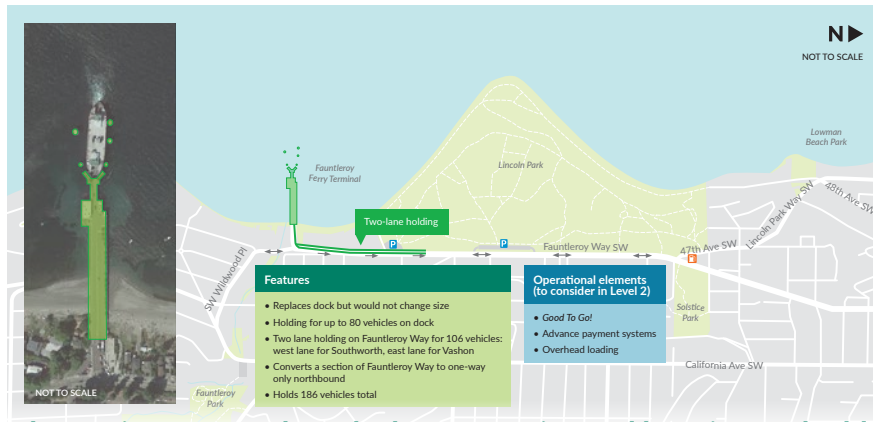 N
NOT TO SCALE
Lowman
Beach Park
Lincoln Park
Fauntleroy
Ferry Terminal
48th Ave SW
Lincoln Park Way SW
Two-lane holding
P
P
Fauntleroy Way SW
47th Ave SW
SW Wildwood Pl
Features
• Replaces dock but would not change size
• Holding for up to 80 vehicles on dock
• Two lane holding on Fauntleroy Way for 106 vehicles:
west lane for Southworth, east lane for Vashon
• Converts a section of Fauntleroy Way to one-way
only northbound
• Holds 186 vehicles total
Operational elements
(to consider in Level 2)
• Good To Go!
• Advance payment systems
• Overhead loading
Solstice
Park
California Ave SW
Fauntleroy
Park
NOT TO SCALE